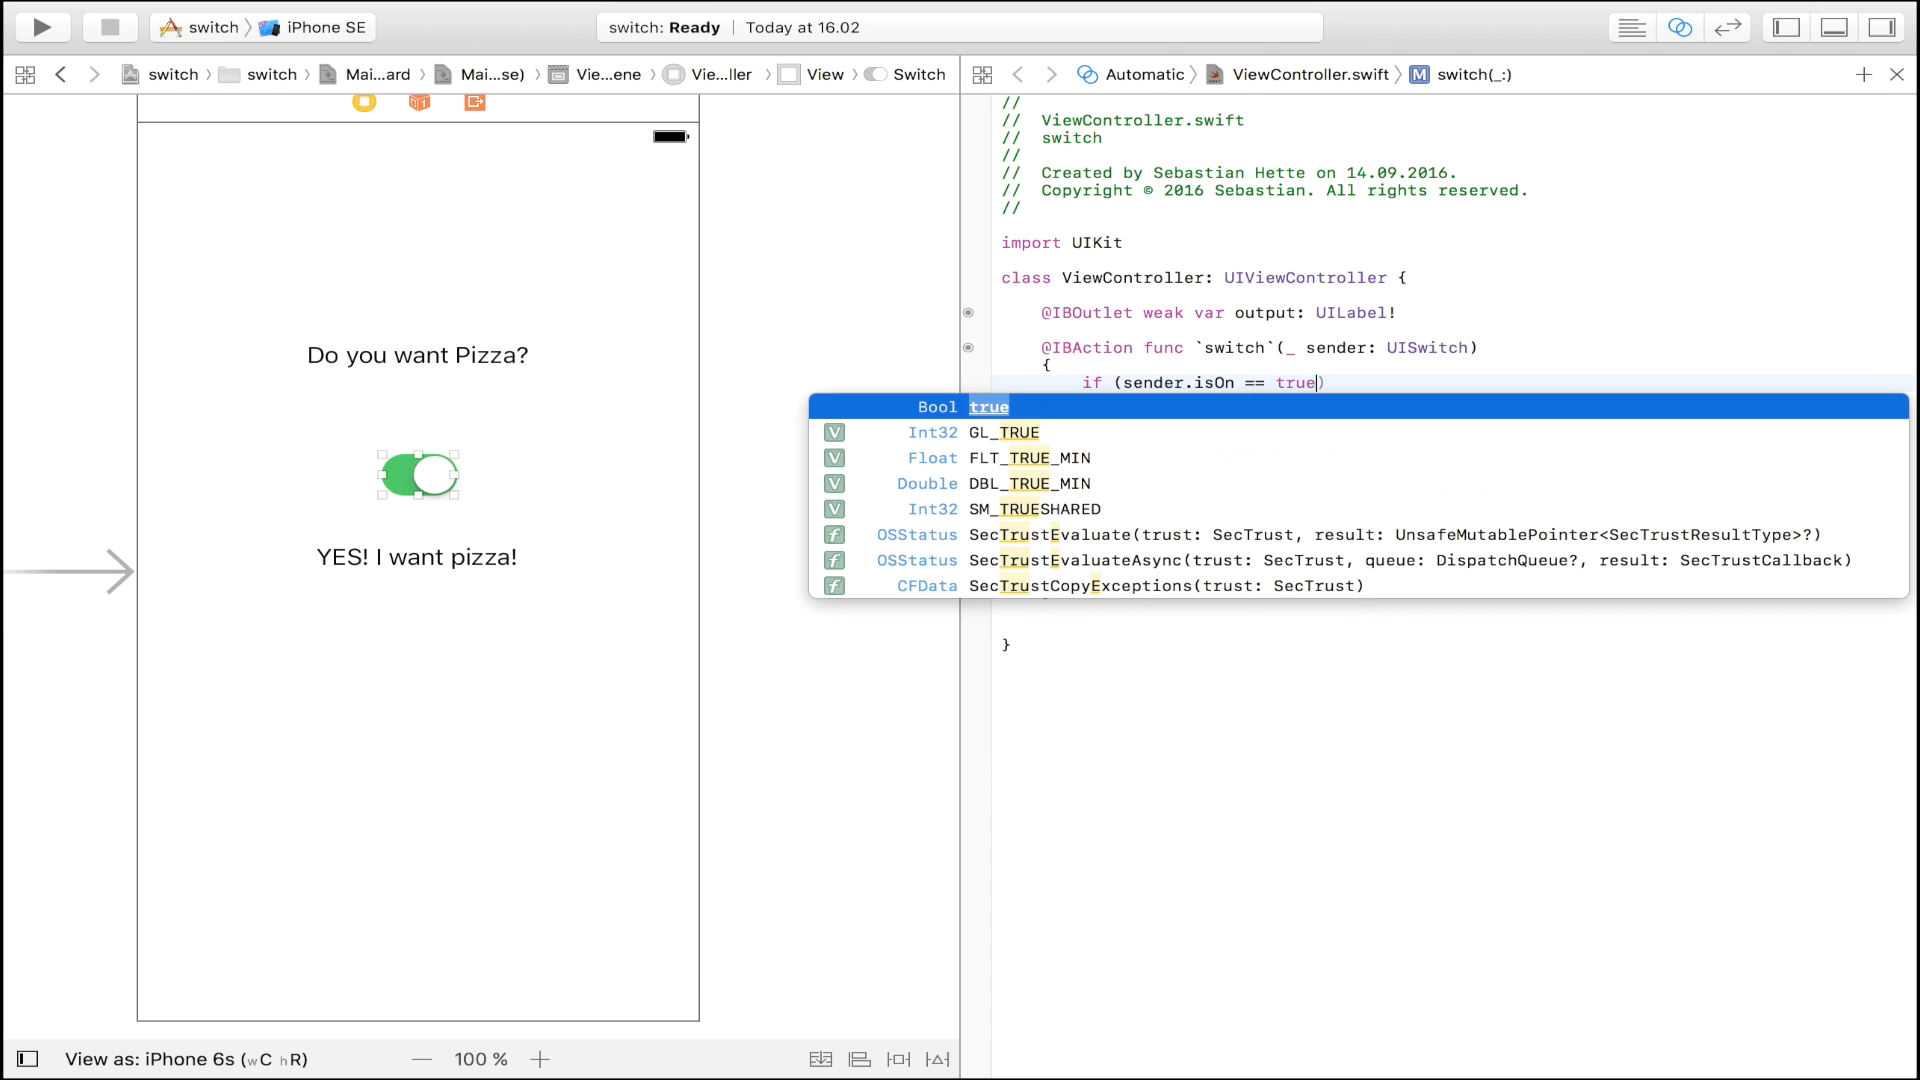 switch 〉 iPhone SE
switch: Ready | Today at 16.02
switch 〉 switch 〉 Mai...ard 〉 Mai...se) 〉 Vie...ene 〉 Vie...ller 〉 View 〉 Switch
Automatic 〉 ViewController.swift 〉 M switch(_:)
Do you want Pizza?
YES! I want pizza!
View as: iPhone 6s (wC hR)
100 %
//
// ViewController.swift
// switch
//
// Created by Sebastian Hette on 14.09.2016.
// Copyright © 2016 Sebastian. All rights reserved.
//
import UIKit
class ViewController: UIViewController {
@IBOutlet weak var output: UILabel!
@IBAction func `switch`(_ sender: UISwitch)
{
if (sender.isOn == true)
Bool true
V Int32 GL_TRUE
V Float FLT_TRUE_MIN
V Double DBL_TRUE_MIN
V Int32 SM_TRUESHARED
f OSStatus SecTrustEvaluate(trust: SecTrust, result: UnsafeMutablePointer<SecTrustResultType>?)
f OSStatus SecTrustEvaluateAsync(trust: SecTrust, queue: DispatchQueue?, result: SecTrustCallback)
f CFData SecTrustCopyExceptions(trust: SecTrust)
}